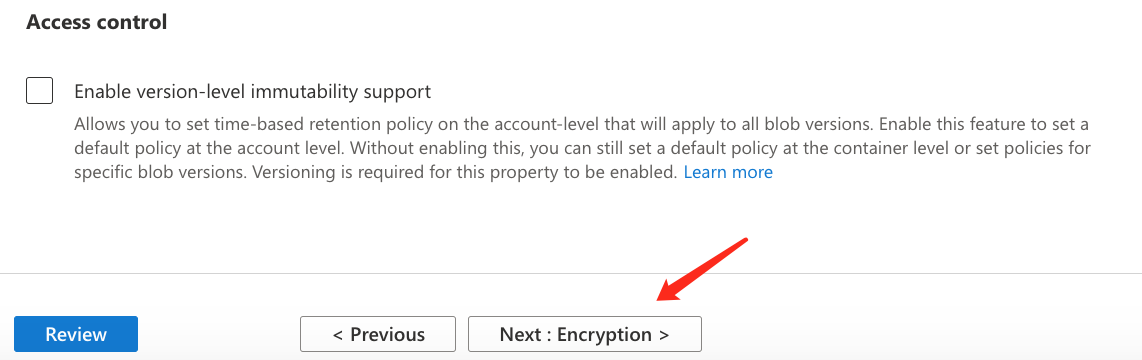 Access control
Enable version-level immutability support
Allows you to set time-based retention policy on the account-level that will apply to all blob versions. Enable this feature to set a
default policy at the account level. Without enabling this, you can still set a default policy at the container level or set policies for
specific blob versions. Versioning is required for this property to be enabled. Learn more
Review
< Previous
Next : Encryption >